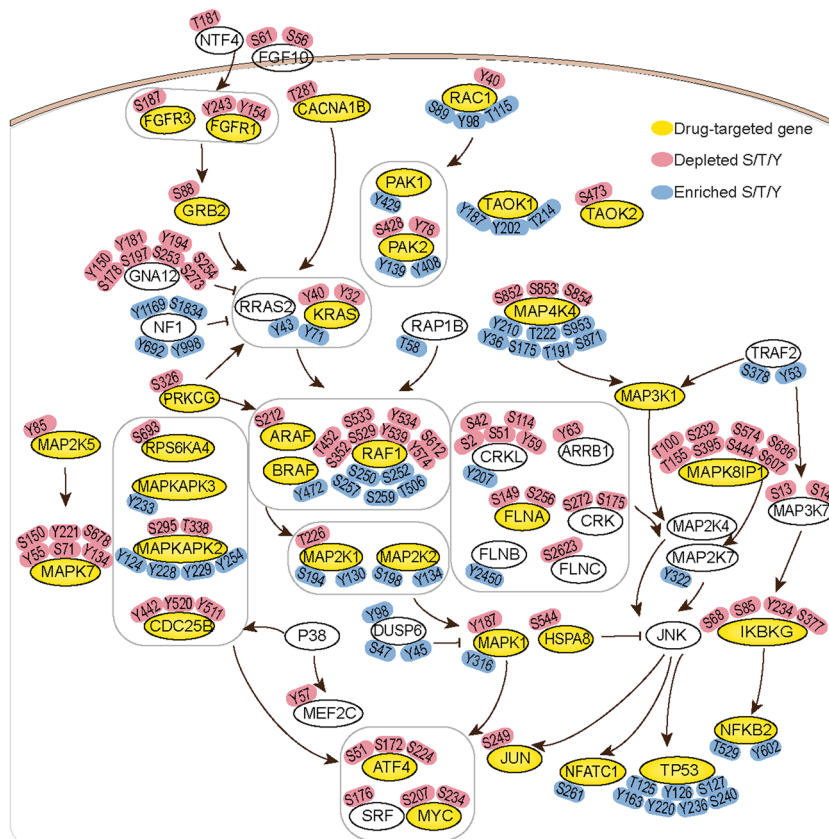 T181
NTF4
S61 S56
FGF10
S187
FGFR3
Y243 Y154
FGFR1
T281
CACNA1B
Y40
RAC1
S89 Y98 T115
Drug-targeted gene
Depleted S/T/Y
Enriched S/T/Y
S88
GRB2
PAK1
Y429
S428 Y78
PAK2
Y139 Y408
TAOK1
Y187 Y202 T214
S473
TAOK2
Y150 Y181 Y194 S254
S178 S197 S253 S273
GNA12
Y1169 S1834
NF1
Y692 Y998
RRAS2
Y40 Y32
KRAS
Y43 Y71
RAP1B
T58
S852 S853 S854
MAP4K4
Y210 T222 S953
Y36 S175 T191 S871
MAP3K1
TRAF2
S378 Y53
S326
PRKCG
Y85
MAP2K5
S693
RPS6KA4
MAPKAPK3
Y233
S295 T338
MAPKAPK2
Y124 Y228 Y229 Y254
Y442 Y520 Y511
CDC25B
S212
ARAF
BRAF
Y472
T452 S533 Y534 S612
S352 S529 Y539 Y574
RAF1
S250 S252
S257 S259 T506
S42 S114
S2 S51 Y59
CRKL
Y207
Y63
ARRB1
S149 S256
FLNA
S272 S175
CRK
FLNB
Y2450
S2623
FLNC
T100 S232 S574 S686
T155 S395 S444 S607
MAPK8IP1
S13 S14
MAP3K7
MAP2K4
MAP2K7
Y322
S150 Y221 S678
Y55 S71 Y134
MAPK7
T226
MAP2K1
S194 Y130
MAP2K2
S198 Y134
Y98
DUSP6
S47 Y45
Y187
MAPK1
Y316
S544
HSPA8
JNK
S68 S85 Y234 S377
IKBKG
P38
Y57
MEF2C
S51 S172 S224
ATF4
S176
SRF
S207 S234
MYC
S249
JUN
NFATC1
S261
TP53
T125 Y126 S127
Y163 Y220 Y236 S240
NFKB2
T529 Y602